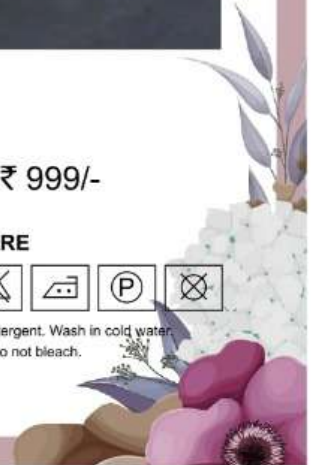 ₹ 999/-
RE
P
ergent. Wash in cold water.
o not bleach.